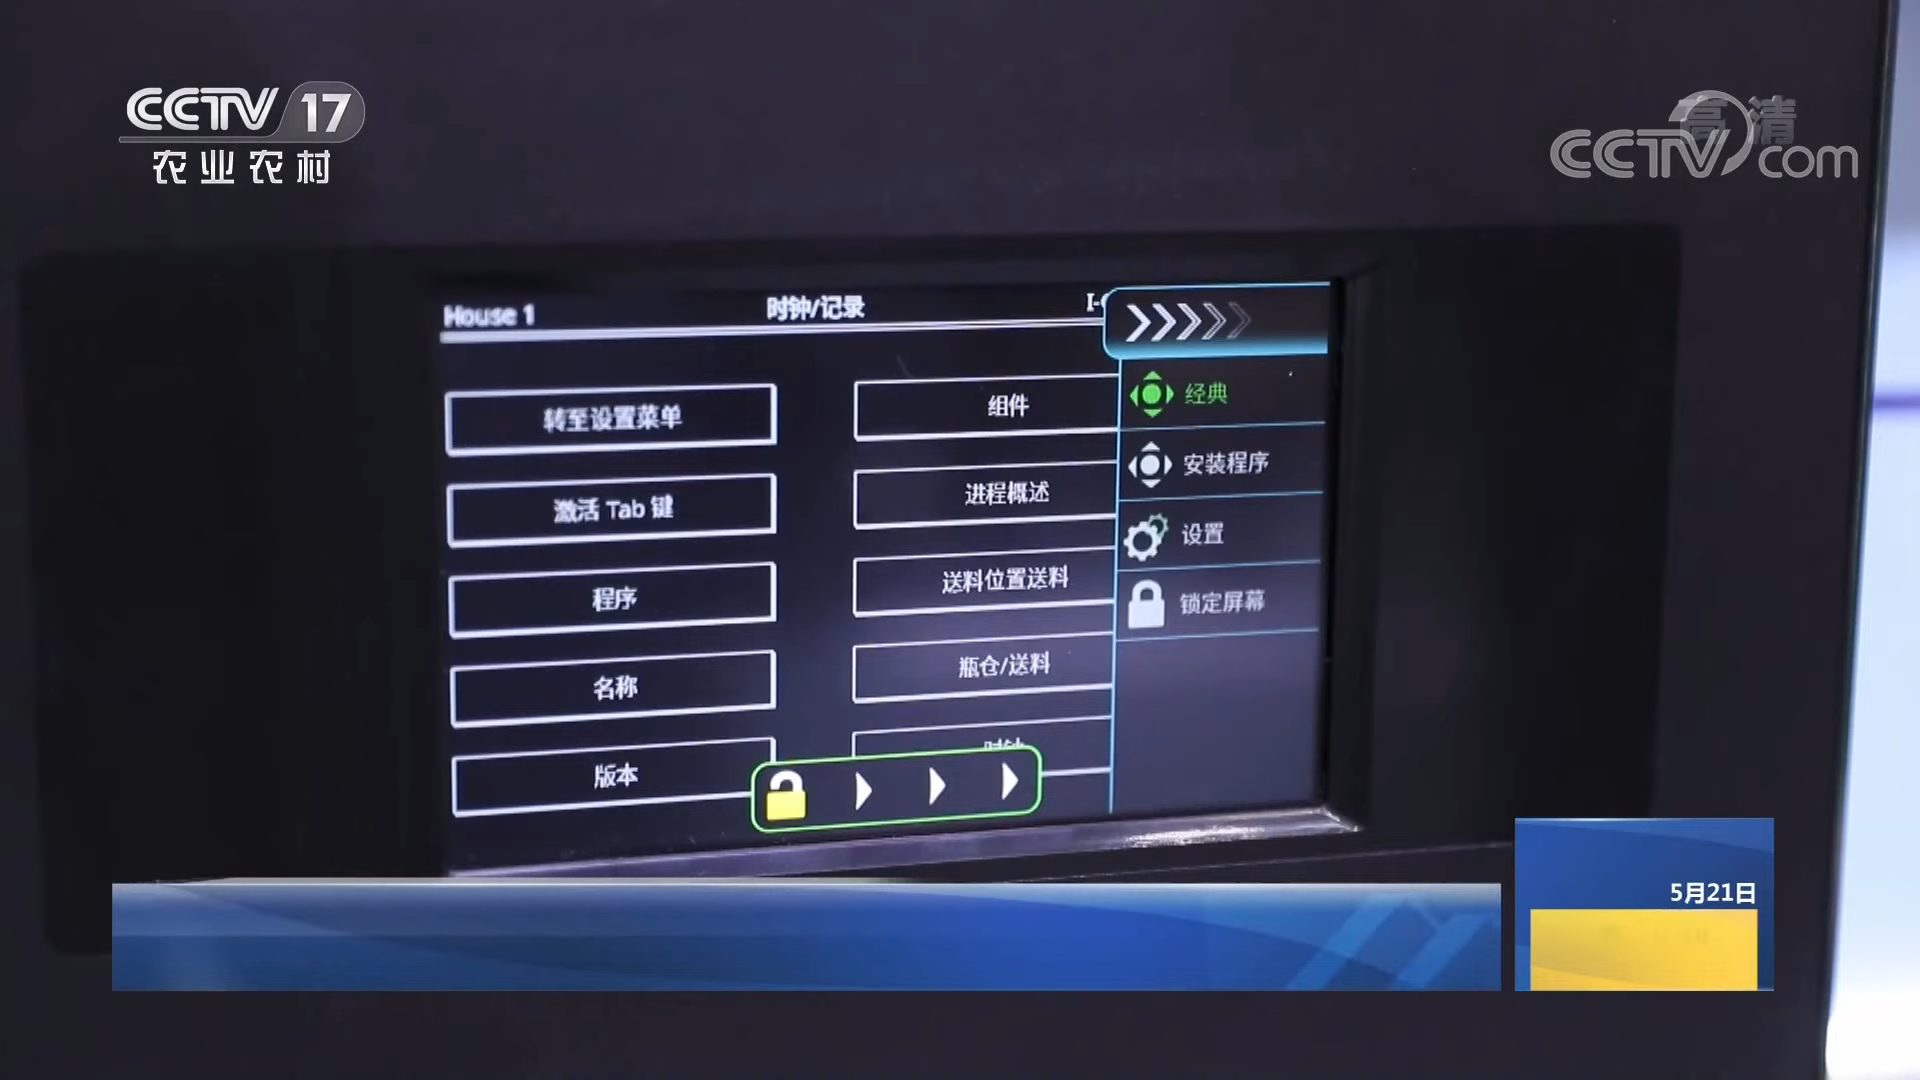 CCTV 17
农业农村
高清
CCTV.com
House 1
时钟/记录
I-
转至设置菜单
组件
经典
激活 Tab 键
进程概述
安装程序
程序
送料位置送料
设置
名称
瓶仓/送料
锁定屏幕
版本
时钟
5月21日